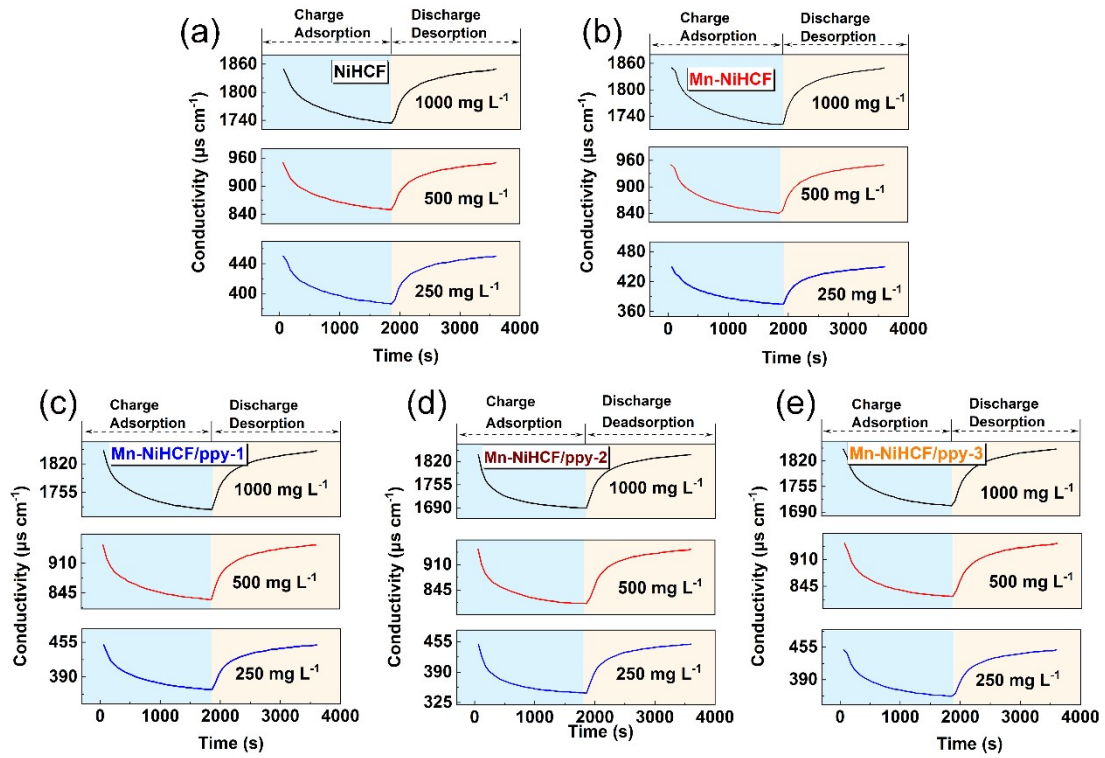 (a)
Charge Discharge
Adsorption Desorption
NiHCF
1860
1800
1740
1000 mg L⁻¹
960
900
840
500 mg L⁻¹
440
400
250 mg L⁻¹
Conductivity (μs cm⁻¹)
0 1000 2000 3000 4000
Time (s)
(b)
Charge Discharge
Adsorption Desorption
Mn-NiHCF
1860
1800
1740
1000 mg L⁻¹
960
900
840
500 mg L⁻¹
480
420
360
250 mg L⁻¹
Conductivity (μs cm⁻¹)
0 1000 2000 3000 4000
Time (s)
(c)
Charge Discharge
Adsorption Desorption
Mn-NiHCF/ppy-1
1820
1755
1000 mg L⁻¹
910
845
500 mg L⁻¹
455
390
250 mg L⁻¹
Conductivity (μs cm⁻¹)
0 1000 2000 3000 4000
Time (s)
(d)
Charge Discharge
Adsorption Deadsorption
Mn-NiHCF/ppy-2
1820
1755
1690
1000 mg L⁻¹
910
845
500 mg L⁻¹
455
390
325
250 mg L⁻¹
Conductivity (μs cm⁻¹)
0 1000 2000 3000 4000
Time (s)
(e)
Charge Discharge
Adsorption Desorption
Mn-NiHCF/ppy-3
1820
1755
1690
1000 mg L⁻¹
910
845
500 mg L⁻¹
455
390
250 mg L⁻¹
Conductivity (μs cm⁻¹)
0 1000 2000 3000 4000
Time (s)